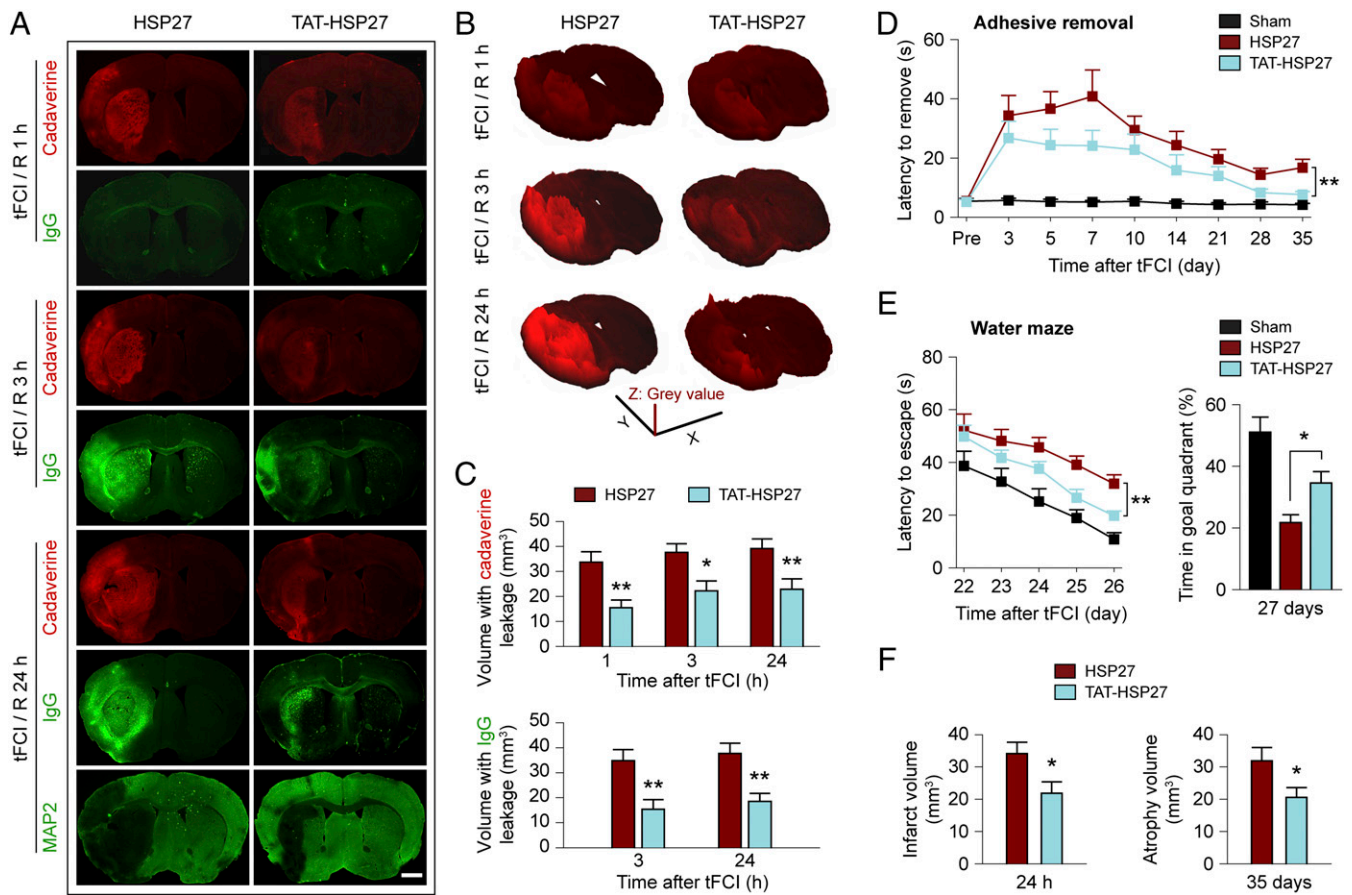 A
HSP27
TAT-HSP27
tFCI / R 1 h
Cadaverine
IgG
tFCI / R 3 h
Cadaverine
IgG
tFCI / R 24 h
Cadaverine
IgG
MAP2
B
HSP27
TAT-HSP27
tFCI / R 1 h
tFCI / R 3 h
tFCI / R 24 h
Z: Grey value
Y
X
C
HSP27
TAT-HSP27
Volume with cadaverine
leakage (mm3)
50
40
30
20
10
0
**
*
**
1
3
24
Time after tFCI (h)
Volume with IgG
leakage (mm3)
50
40
30
20
10
0
**
**
3
24
Time after tFCI (h)
D
Adhesive removal
Sham
HSP27
TAT-HSP27
Latency to remove (s)
60
40
20
0
**
Pre
3
5
7
10
14
21
28
35
Time after tFCI (day)
E
Water maze
Latency to escape (s)
80
60
40
20
0
**
22
23
24
25
26
Time after tFCI (day)
Sham
HSP27
TAT-HSP27
Time in goal quadrant (%)
60
40
20
0
*
27 days
F
HSP27
TAT-HSP27
Infarct volume
(mm3)
40
30
20
10
0
*
24 h
Atrophy volume
(mm3)
40
30
20
10
0
*
35 days